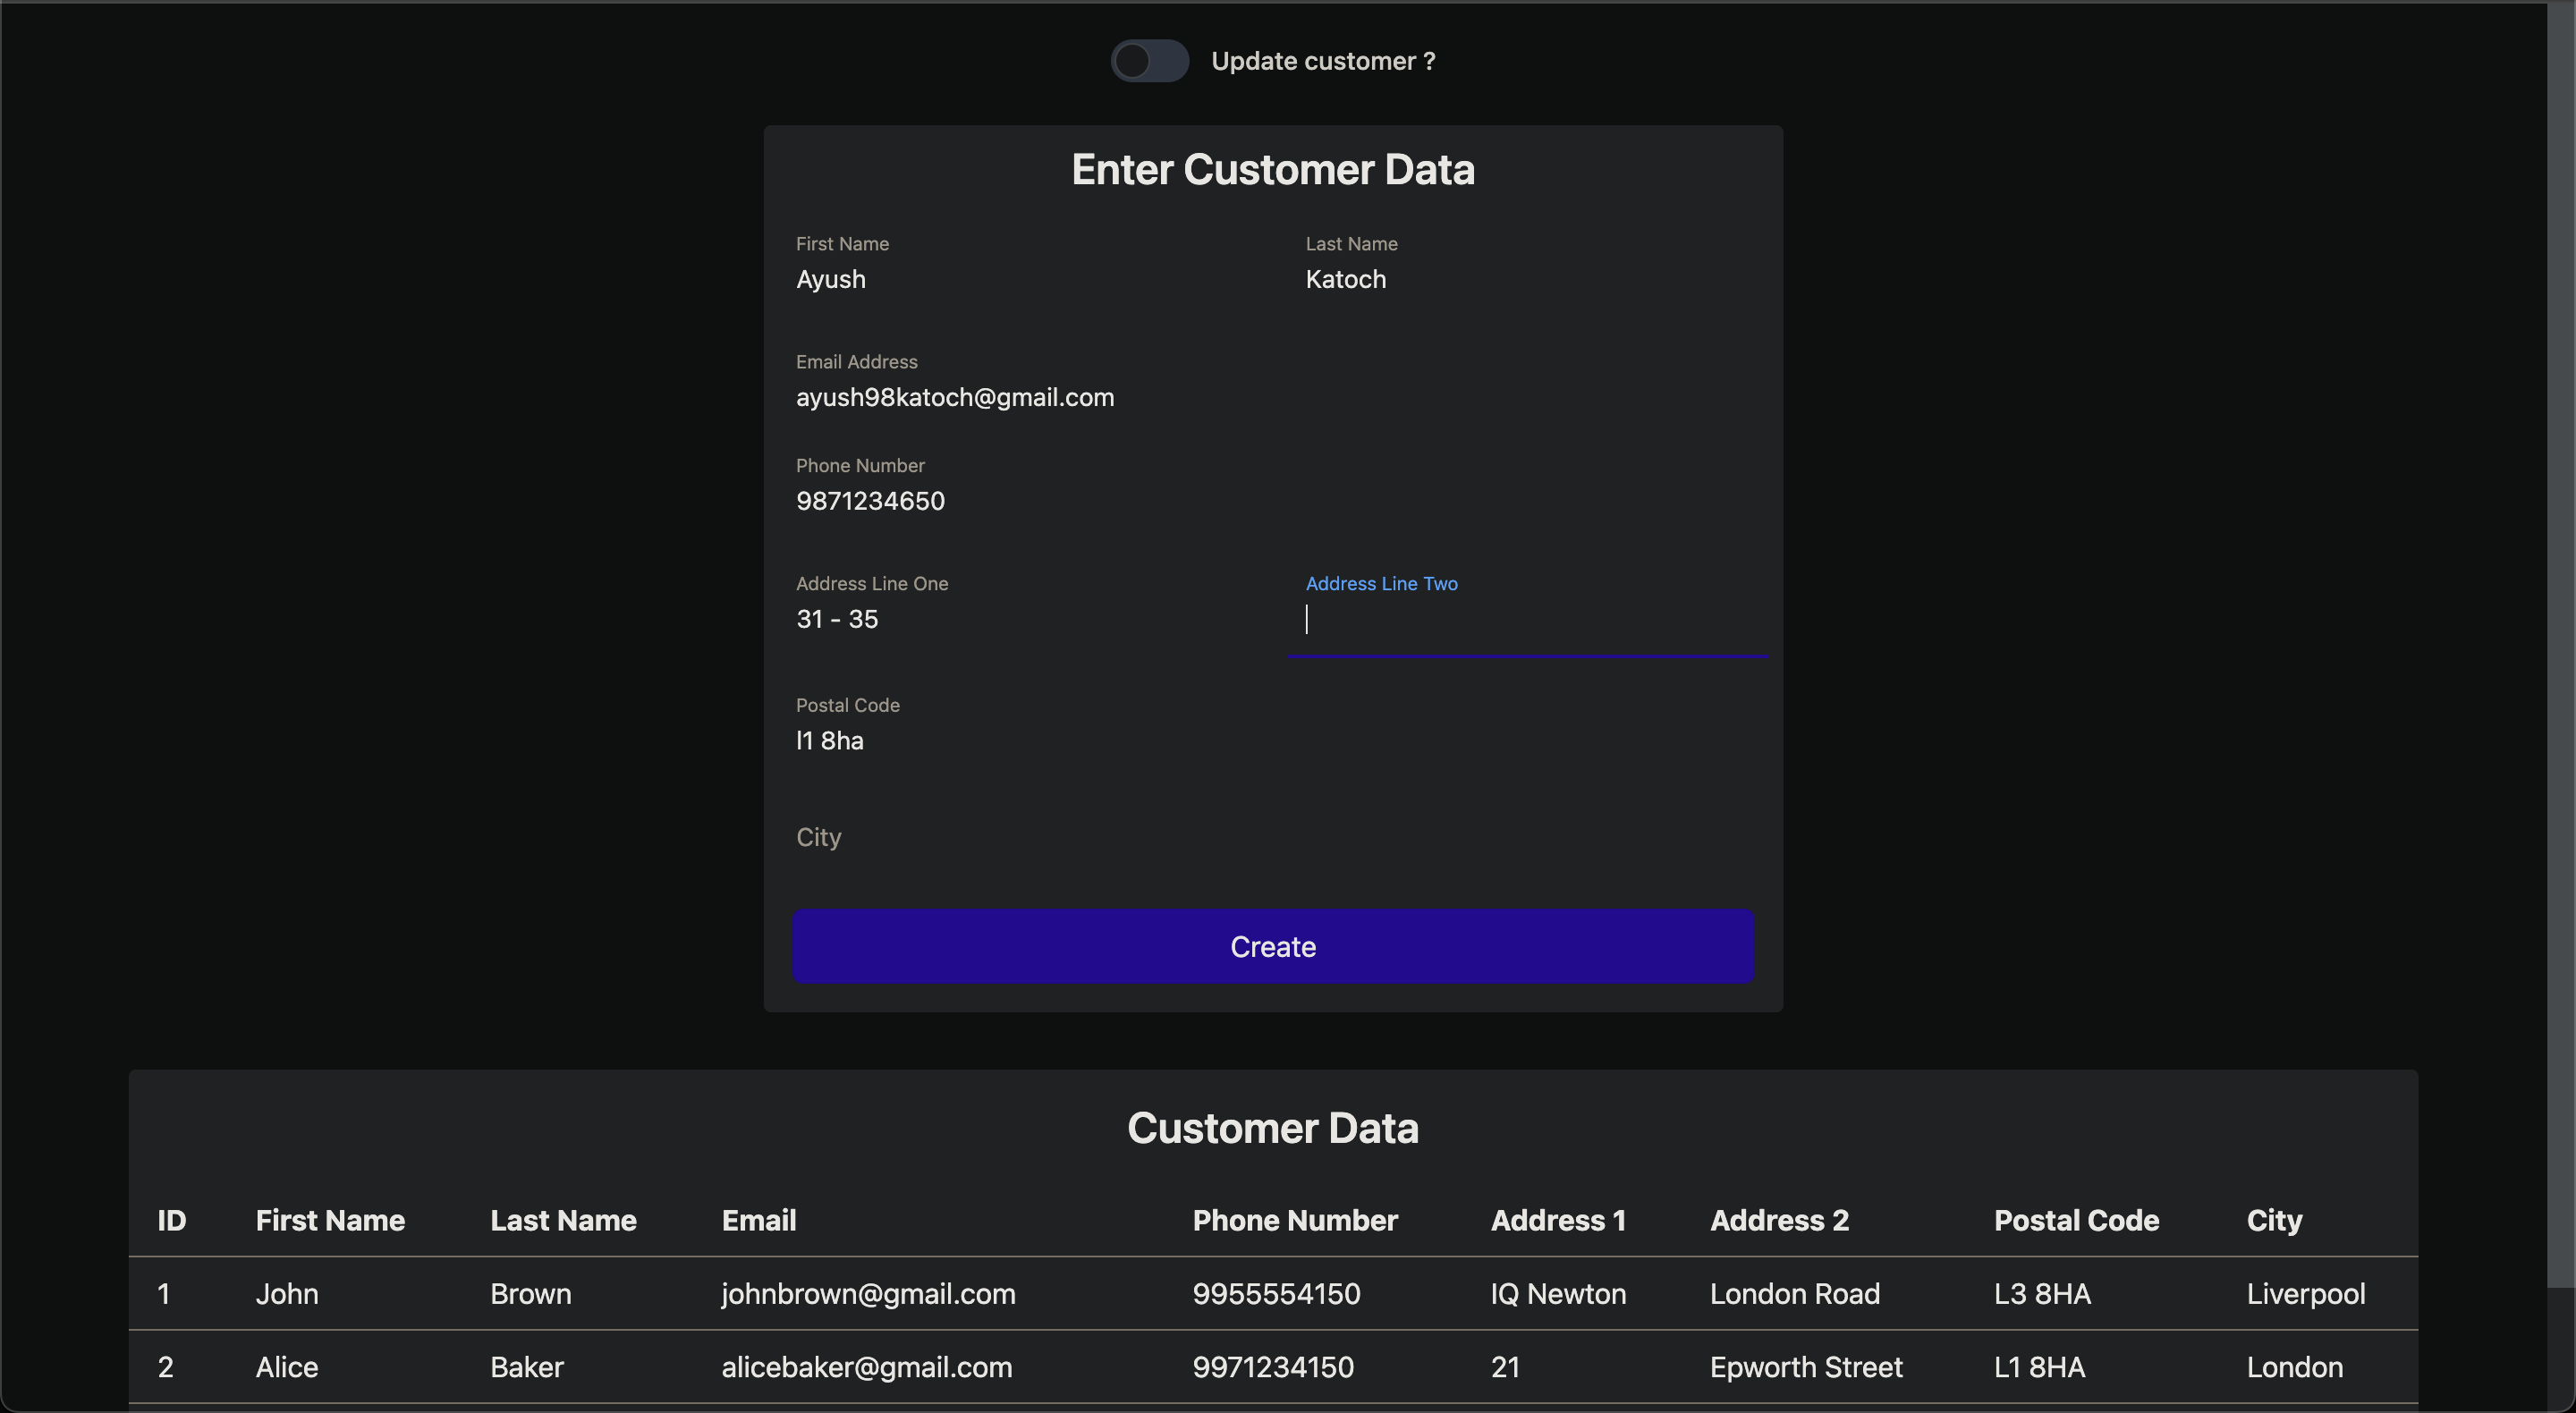 Update customer ?
Enter Customer Data
First Name Last Name
Ayush Katoch
Email Address
ayush98katoch@gmail.com
Phone Number
9871234650
Address Line One Address Line Two
31 - 35
Postal Code
l1 8ha
City
Create
Customer Data
ID First Name Last Name Email Phone Number Address 1 Address 2 Postal Code City
1 John Brown johnbrown@gmail.com 9955554150 IQ Newton London Road L3 8HA Liverpool
2 Alice Baker alicebaker@gmail.com 9971234150 21 Epworth Street L1 8HA London